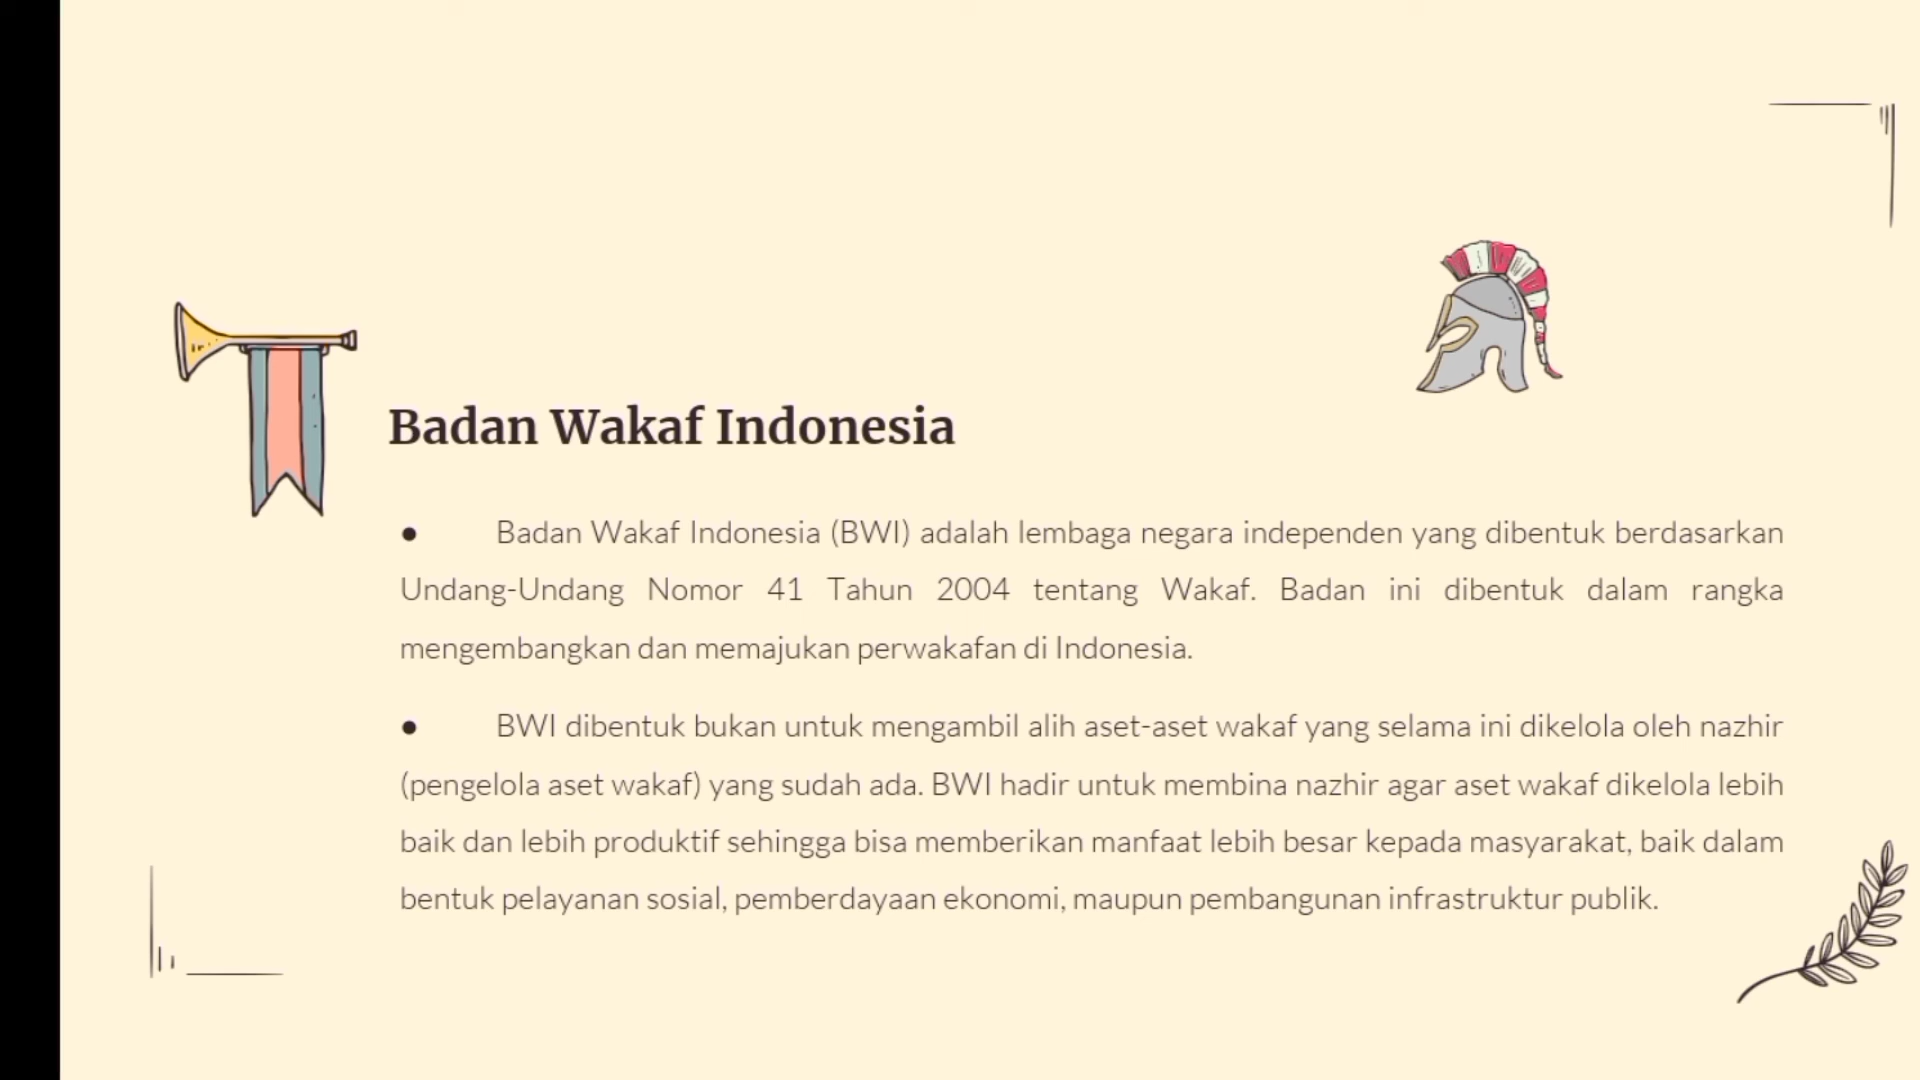 Badan Wakaf Indonesia
● Badan Wakaf Indonesia (BWI) adalah lembaga negara independen yang dibentuk berdasarkan
Undang-Undang Nomor 41 Tahun 2004 tentang Wakaf. Badan ini dibentuk dalam rangka
mengembangkan dan memajukan perwakafan di Indonesia.
● BWI dibentuk bukan untuk mengambil alih aset-aset wakaf yang selama ini dikelola oleh nazhir
(pengelola aset wakaf) yang sudah ada. BWI hadir untuk membina nazhir agar aset wakaf dikelola lebih
baik dan lebih produktif sehingga bisa memberikan manfaat lebih besar kepada masyarakat, baik dalam
bentuk pelayanan sosial, pemberdayaan ekonomi, maupun pembangunan infrastruktur publik.